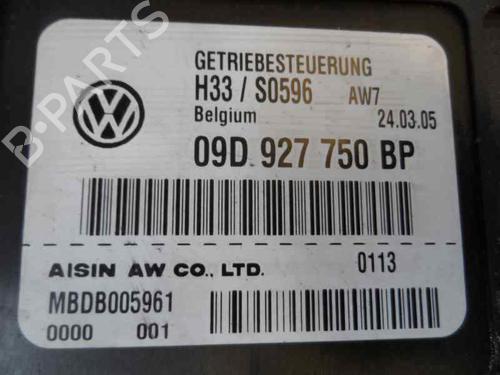 B-PARTS
GETRIEBESTEUERUNG
H33 / S0596 AW7
Belgium 24.03.05
09D 927 750 BP
AISIN AW CO., LTD. 0113
MBDB005961
0000 001